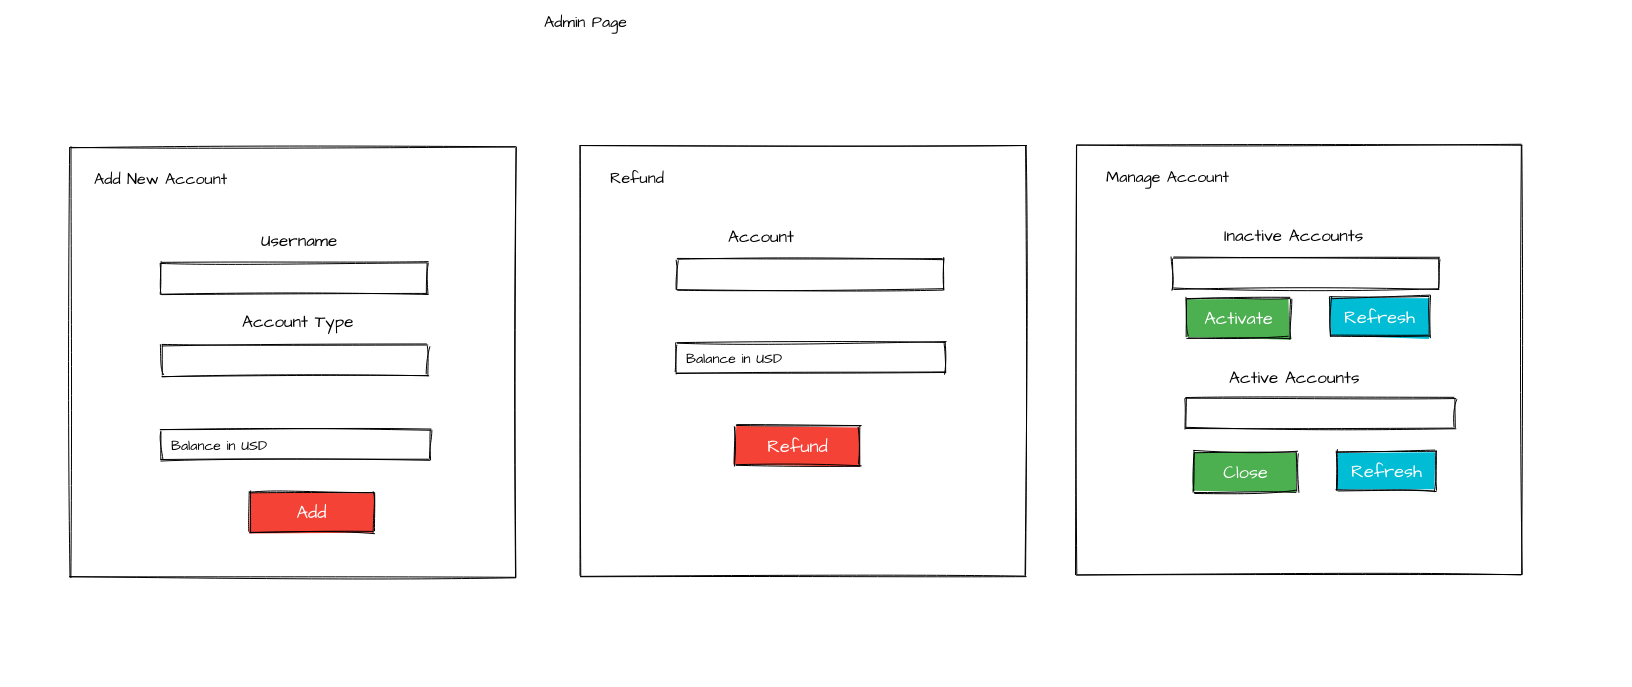 Admin Page
Add New Account
Username
Account Type
Balance in USD
Add
Refund
Account
Balance in USD
Refund
Manage Account
Inactive Accounts
Activate
Refresh
Active Accounts
Close
Refresh